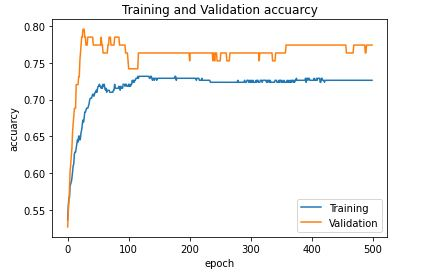 Training and Validation accuarcy
0.80
0.75
0.70
0.65
0.60
0.55
accuarcy
0 100 200 300 400 500
epoch
Training
Validation